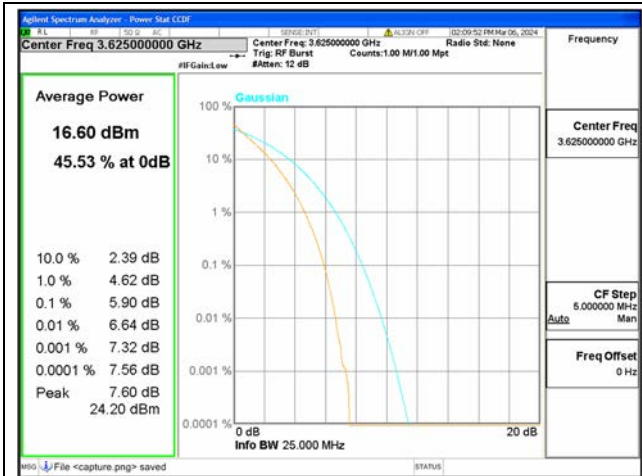 Agilent Spectrum Analyzer - Power Stat CCDF
RL RF 50 Ω AC SENSE:INT ALIGN OFF 02:09:52 PM Mar 06, 2024
Center Freq 3.625000000 GHz
Center Freq: 3.625000000 GHz Radio Std: None
Trig: RF Burst Counts:1.00 M/1.00 Mpt
#IFGain:Low #Atten: 12 dB
Frequency
Average Power
16.60 dBm
45.53 % at 0dB
10.0 % 2.39 dB
1.0 % 4.62 dB
0.1 % 5.90 dB
0.01 % 6.64 dB
0.001 % 7.32 dB
0.0001 % 7.56 dB
Peak 7.60 dB
24.20 dBm
Gaussian
100 %
10 %
1 %
0.1 %
0.01 %
0.001 %
0.0001 %
0 dB 20 dB
Info BW 25.000 MHz
Center Freq
3.625000000 GHz
CF Step
5.000000 MHz
Auto Man
Freq Offset
0 Hz
MSG File <capture.png> saved STATUS